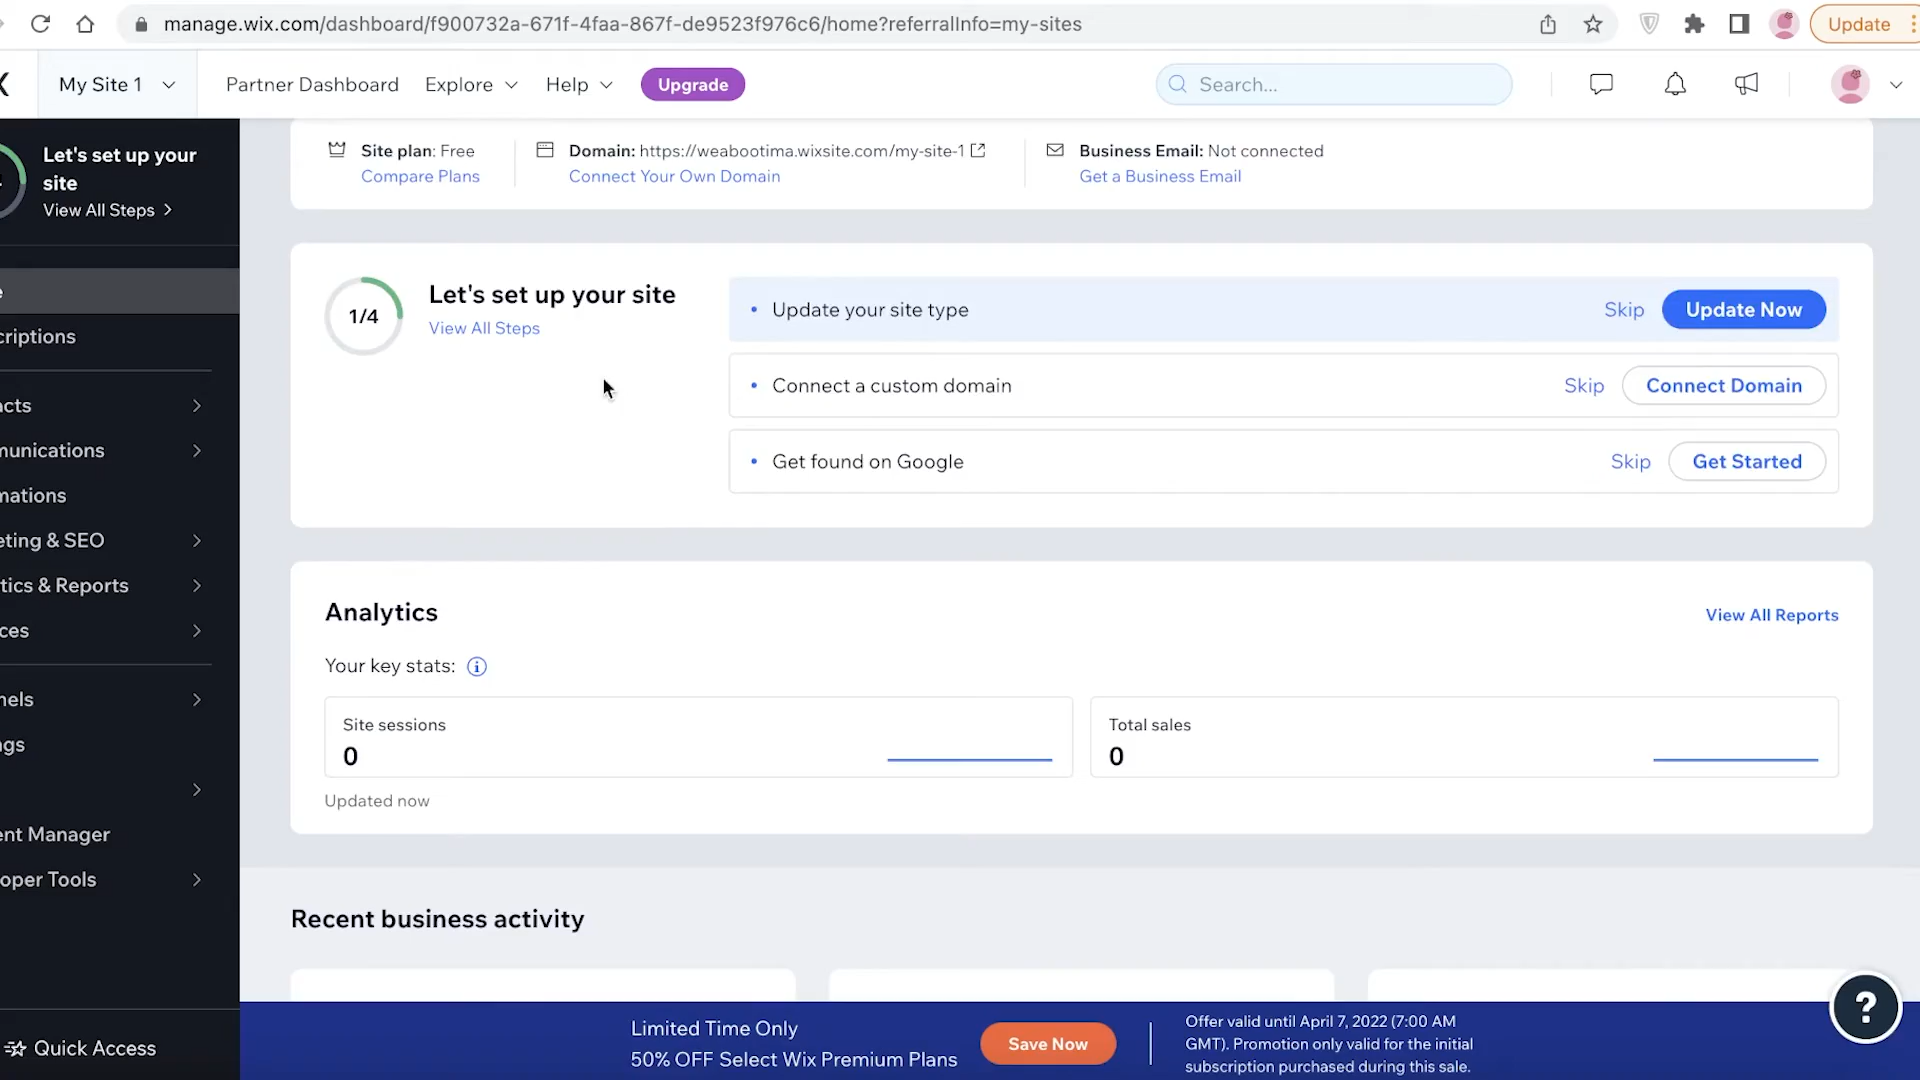 manage.wix.com/dashboard/f900732a-671f-4faa-867f-de9523f976c6/home?referralInfo=my-sites
Update
My Site 1
Partner Dashboard
Explore
Help
Upgrade
Search...
Let's set up your
site
View All Steps
e
criptions
acts
munications
mations
eting & SEO
tics & Reports
ces
nels
ngs
ent Manager
oper Tools
Quick Access
Site plan: Free
Compare Plans
Domain: https://weabootima.wixsite.com/my-site-1
Connect Your Own Domain
Business Email: Not connected
Get a Business Email
1/4
Let's set up your site
View All Steps
Update your site type
Skip
Update Now
Connect a custom domain
Skip
Connect Domain
Get found on Google
Skip
Get Started
Analytics
View All Reports
Your key stats:
Site sessions
0
Total sales
0
Updated now
Recent business activity
Limited Time Only
50% OFF Select Wix Premium Plans
Save Now
Offer valid until April 7, 2022 (7:00 AM
GMT). Promotion only valid for the initial
subscription purchased during this sale.
?